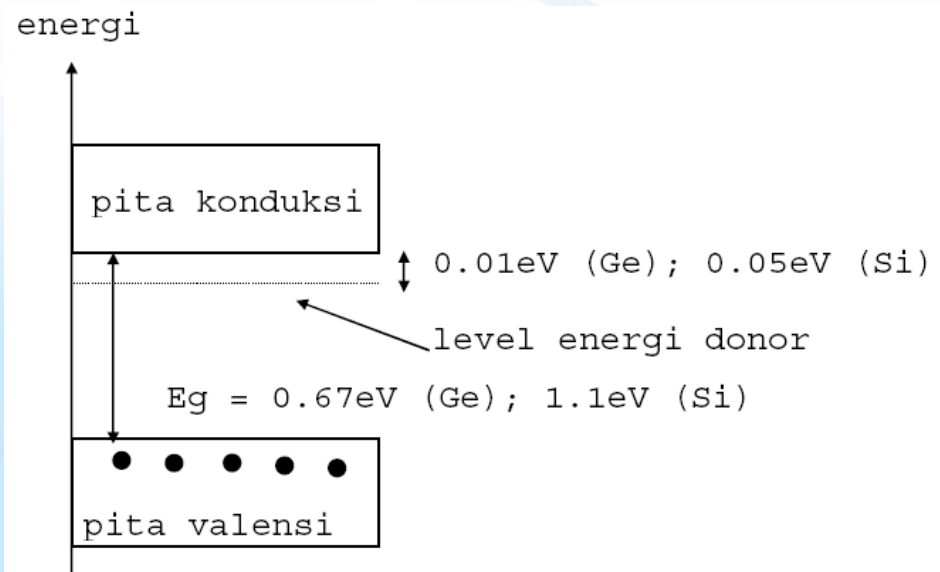 energi
pita konduksi
0.01eV (Ge); 0.05eV (Si)
level energi donor
Eg = 0.67eV (Ge); 1.1eV (Si)
pita valensi